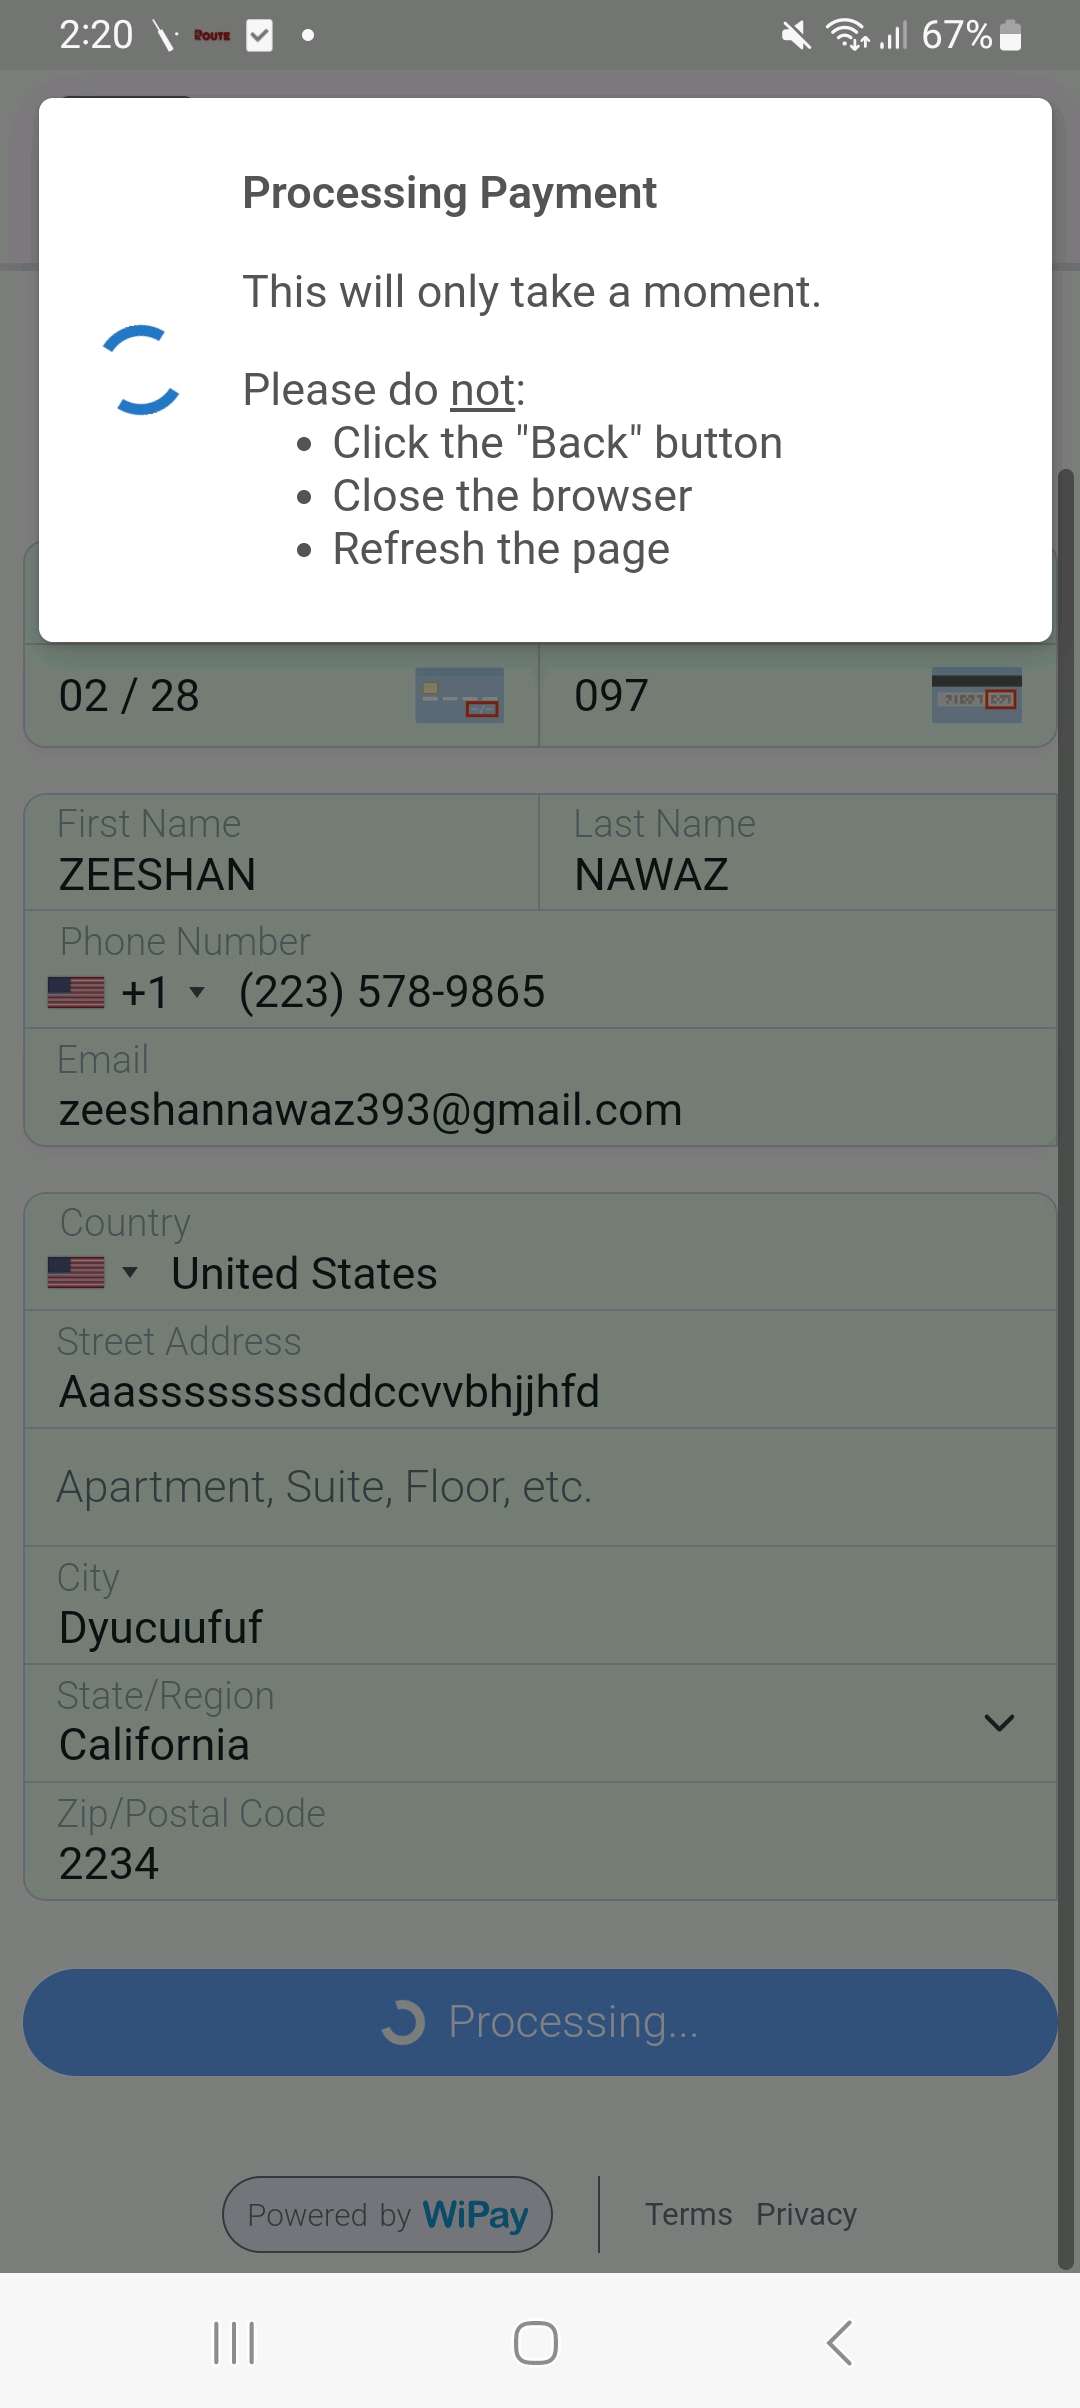 2:20 ROUTE 67%
Processing Payment
This will only take a moment.
Please do not:
• Click the "Back" button
• Close the browser
• Refresh the page
02 / 28 097
First Name Last Name
ZEESHAN NAWAZ
Phone Number
+1 (223) 578-9865
Email
zeeshannawaz393@gmail.com
Country
United States
Street Address
Aaassssssssddccvvbhjjhfd
Apartment, Suite, Floor, etc.
City
Dyucuufuf
State/Region
California
Zip/Postal Code
2234
Processing...
Powered by WiPay Terms Privacy